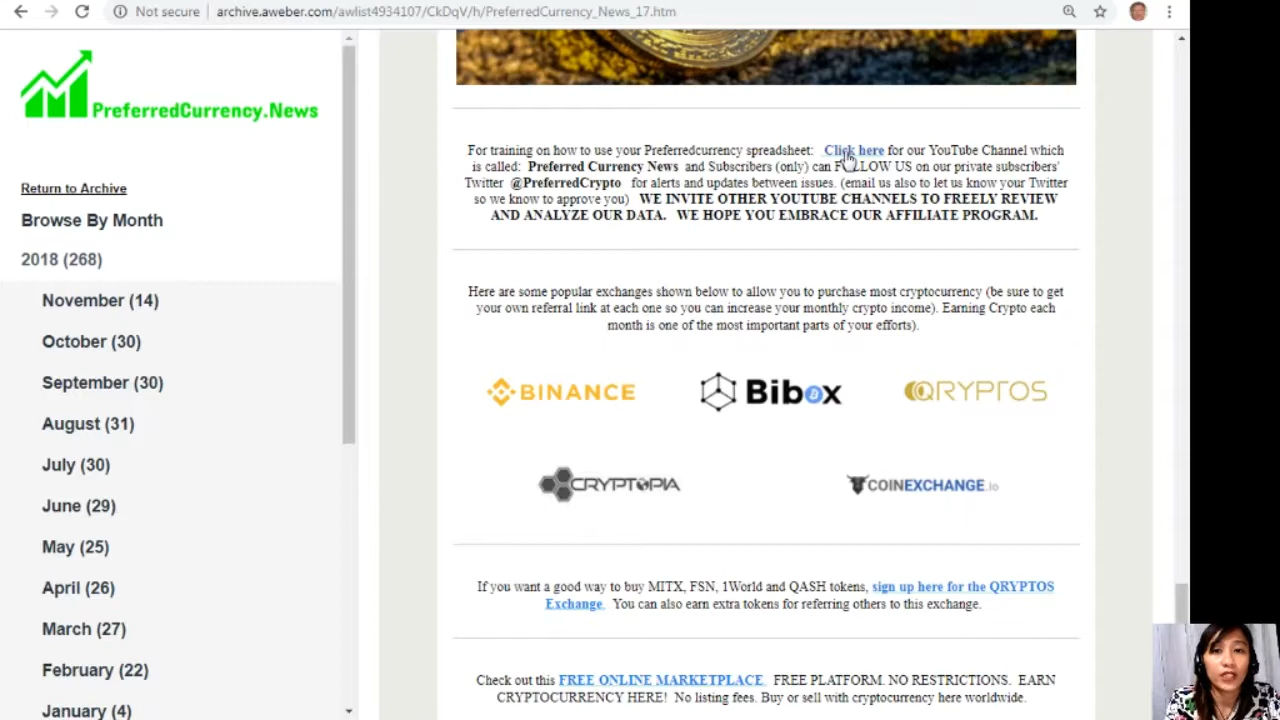 Not secure | archive.aweber.com/awlist4934107/CkDqV/h/PreferredCurrency_News_17.htm
PreferredCurrency.News
Return to Archive
Browse By Month
2018 (268)
November (14)
October (30)
September (30)
August (31)
July (30)
June (29)
May (25)
April (26)
March (27)
February (22)
January (4)
For training on how to use your Preferredcurrency spreadsheet: Click here for our YouTube Channel which
is called: Preferred Currency News and Subscribers (only) can FOLLOW US on our private subscribers'
Twitter @PreferredCrypto for alerts and updates between issues. (email us also to let us know your Twitter
so we know to approve you) WE INVITE OTHER YOUTUBE CHANNELS TO FREELY REVIEW
AND ANALYZE OUR DATA. WE HOPE YOU EMBRACE OUR AFFILIATE PROGRAM.
Here are some popular exchanges shown below to allow you to purchase most cryptocurrency (be sure to get
your own referral link at each one so you can increase your monthly crypto income). Earning Crypto each
month is one of the most important parts of your efforts).
BINANCE Bibox QRYPTOS
CRYPTOPIA COINEXCHANGE.io
If you want a good way to buy MITX, FSN, 1World and QASH tokens, sign up here for the QRYPTOS
Exchange. You can also earn extra tokens for referring others to this exchange.
Check out this FREE ONLINE MARKETPLACE FREE PLATFORM. NO RESTRICTIONS. EARN
CRYPTOCURRENCY HERE! No listing fees. Buy or sell with cryptocurrency here worldwide.